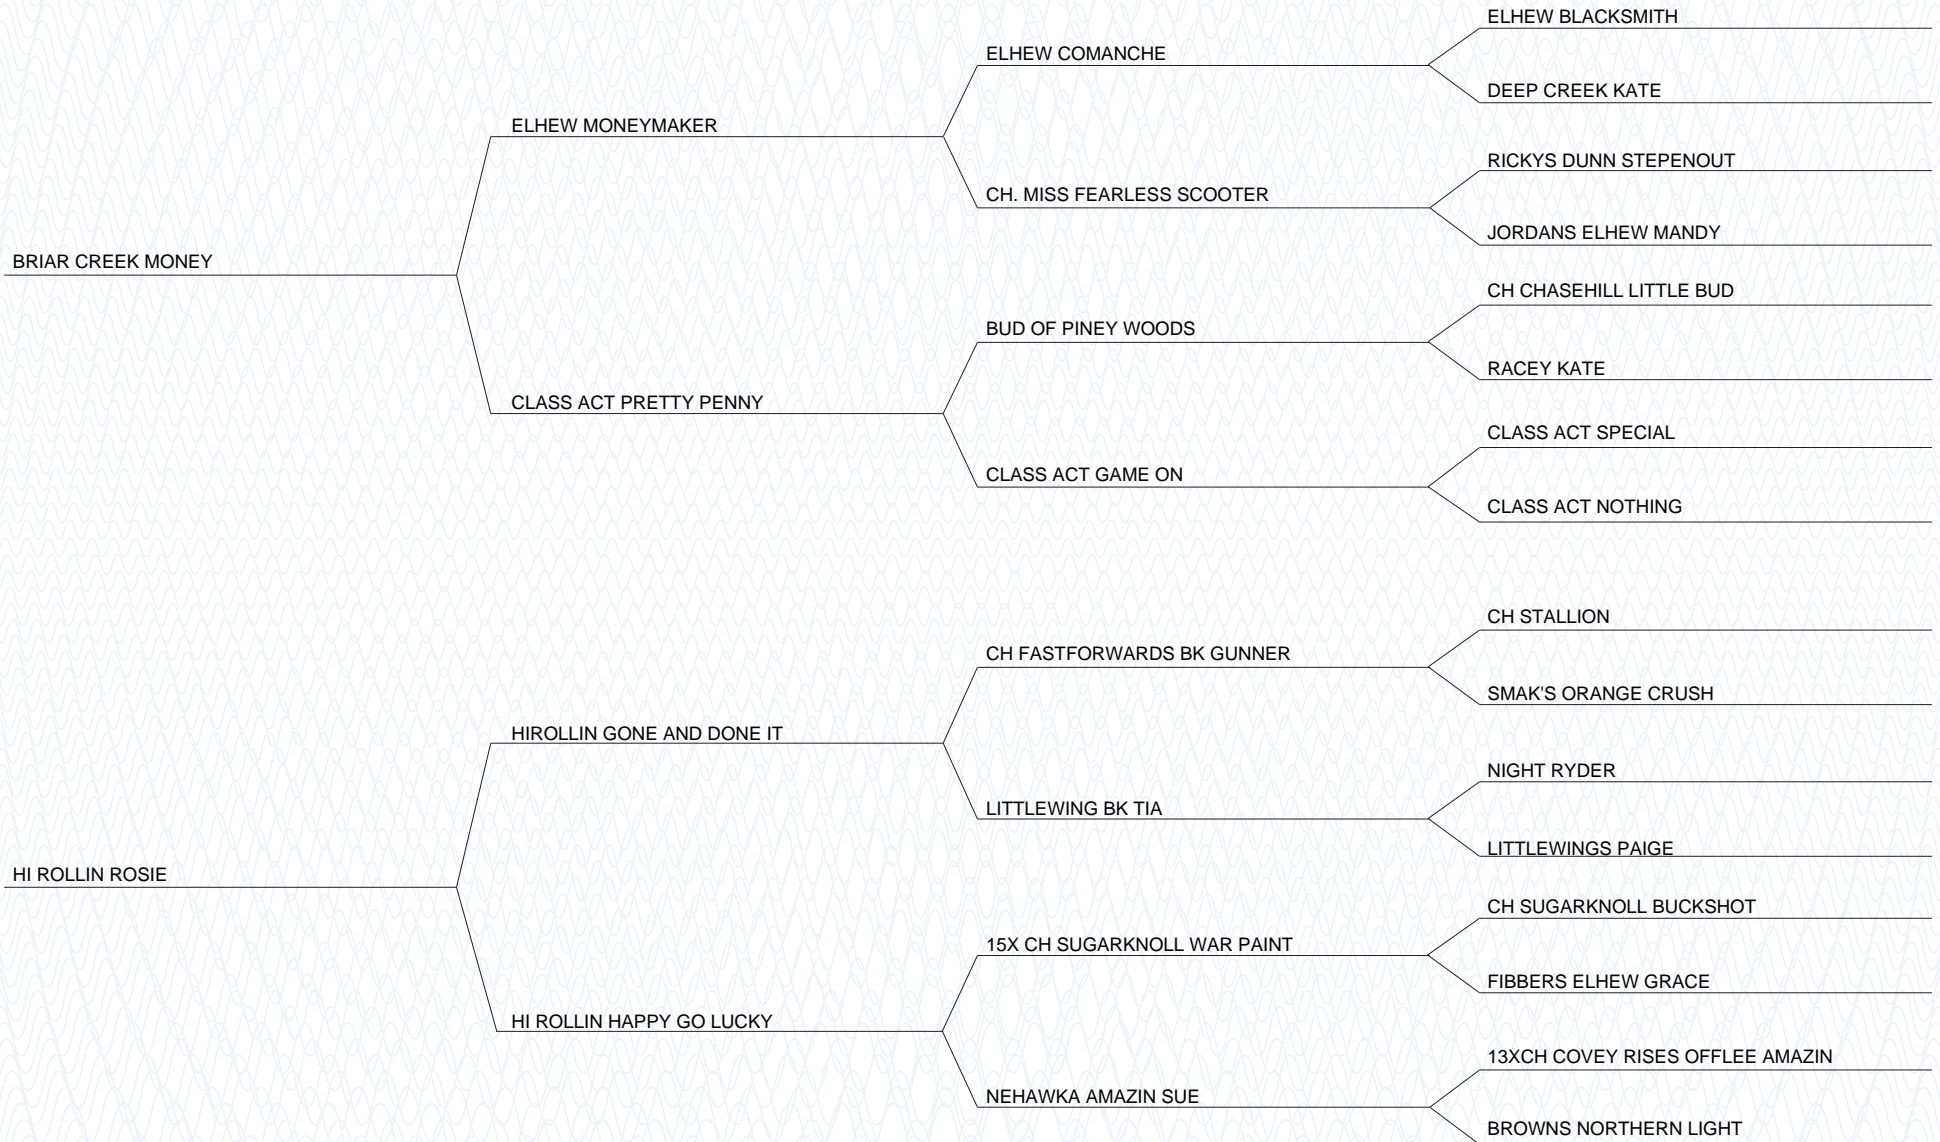 ELHEW BLACKSMITH
ELHEW COMANCHE
DEEP CREEK KATE
ELHEW MONEYMAKER
RICKYS DUNN STEPENOUT
CH. MISS FEARLESS SCOOTER
JORDANS ELHEW MANDY
BRIAR CREEK MONEY
CH CHASEHILL LITTLE BUD
BUD OF PINEY WOODS
RACEY KATE
CLASS ACT PRETTY PENNY
CLASS ACT SPECIAL
CLASS ACT GAME ON
CLASS ACT NOTHING
CH STALLION
CH FASTFORWARDS BK GUNNER
SMAK'S ORANGE CRUSH
HIROLLIN GONE AND DONE IT
NIGHT RYDER
LITTLEWING BK TIA
LITTLEWINGS PAIGE
HI ROLLIN ROSIE
CH SUGARKNOLL BUCKSHOT
15X CH SUGARKNOLL WAR PAINT
FIBBERS ELHEW GRACE
HI ROLLIN HAPPY GO LUCKY
13XCH COVEY RISES OFFLEE AMAZIN
NEHAWKA AMAZIN SUE
BROWNS NORTHERN LIGHT